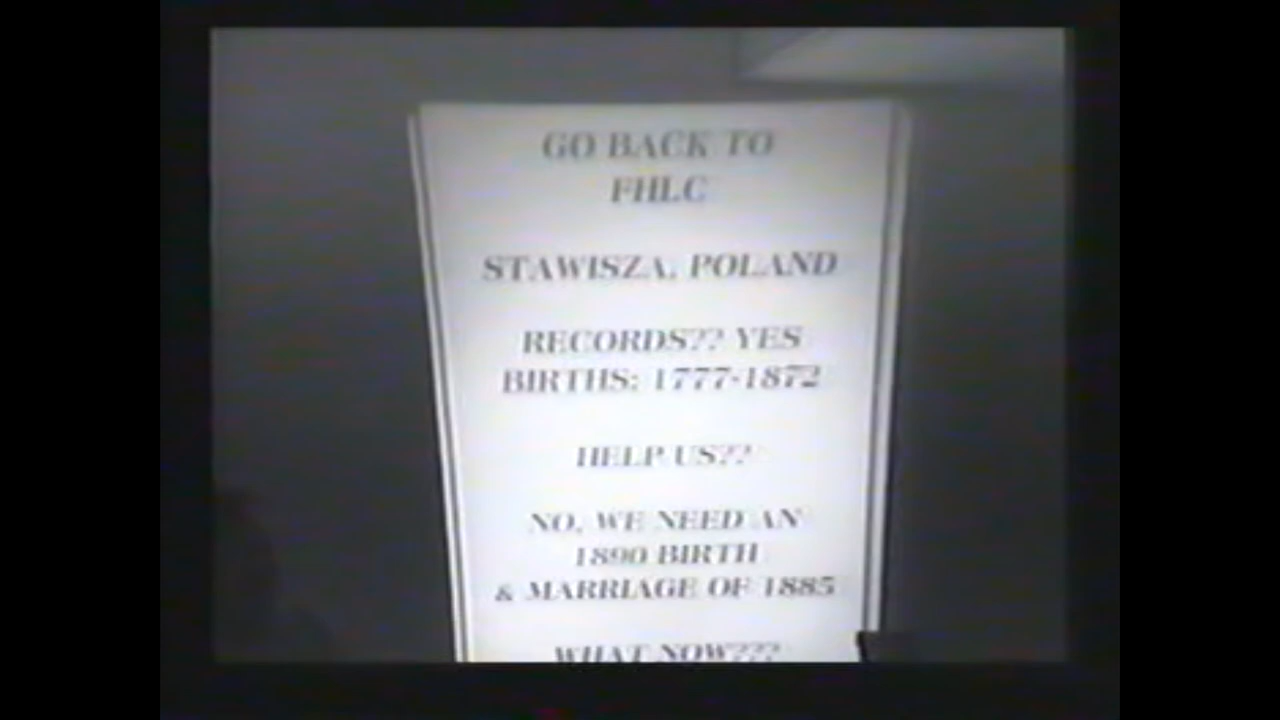 GO BACK TO
FHLC
STAWISZA, POLAND
RECORDS?? YES
BIRTHS: 1777-1872
HELP US??
NO, WE NEED AN
1890 BIRTH
& MARRIAGE OF 1885
WHAT NOW???